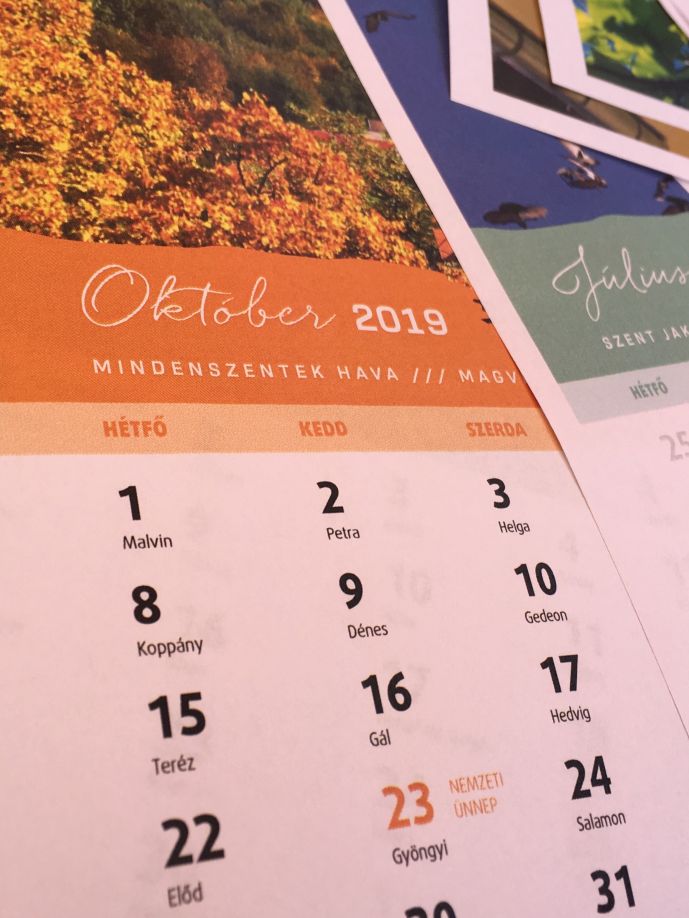 Október 2019
MINDENSZENTEK HAVA /// MAGV
HÉTFŐ KEDD SZERDA
1 2 3
Malvin Petra Helga
8 9 10
Koppány Dénes Gedeon
15 16 17
Teréz Gál Hedvig
22 23 NEMZETI ÜNNEP 24
Előd Gyöngyi Salamon
30 31
Július
SZENT JAK
HÉTFŐ
25